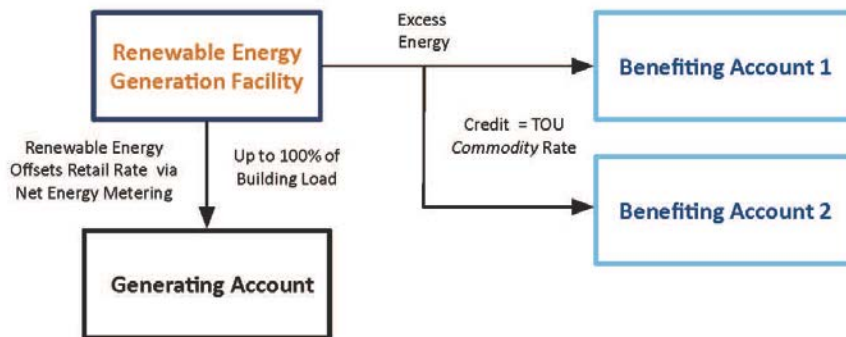 Renewable Energy
Generation Facility
Excess
Energy
Benefiting Account 1
Credit = TOU
Commodity Rate
Renewable Energy
Offsets Retail Rate via
Net Energy Metering
Up to 100% of
Building Load
Benefiting Account 2
Generating Account